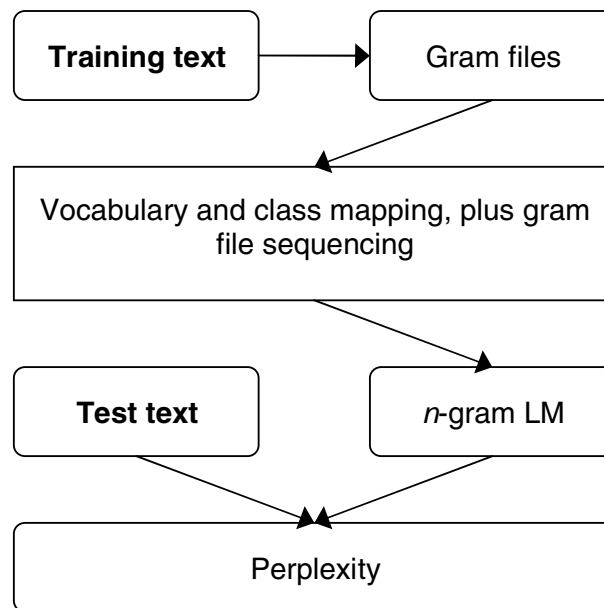 Training text
Gram files
Vocabulary and class mapping, plus gram
file sequencing
Test text
n-gram LM
Perplexity